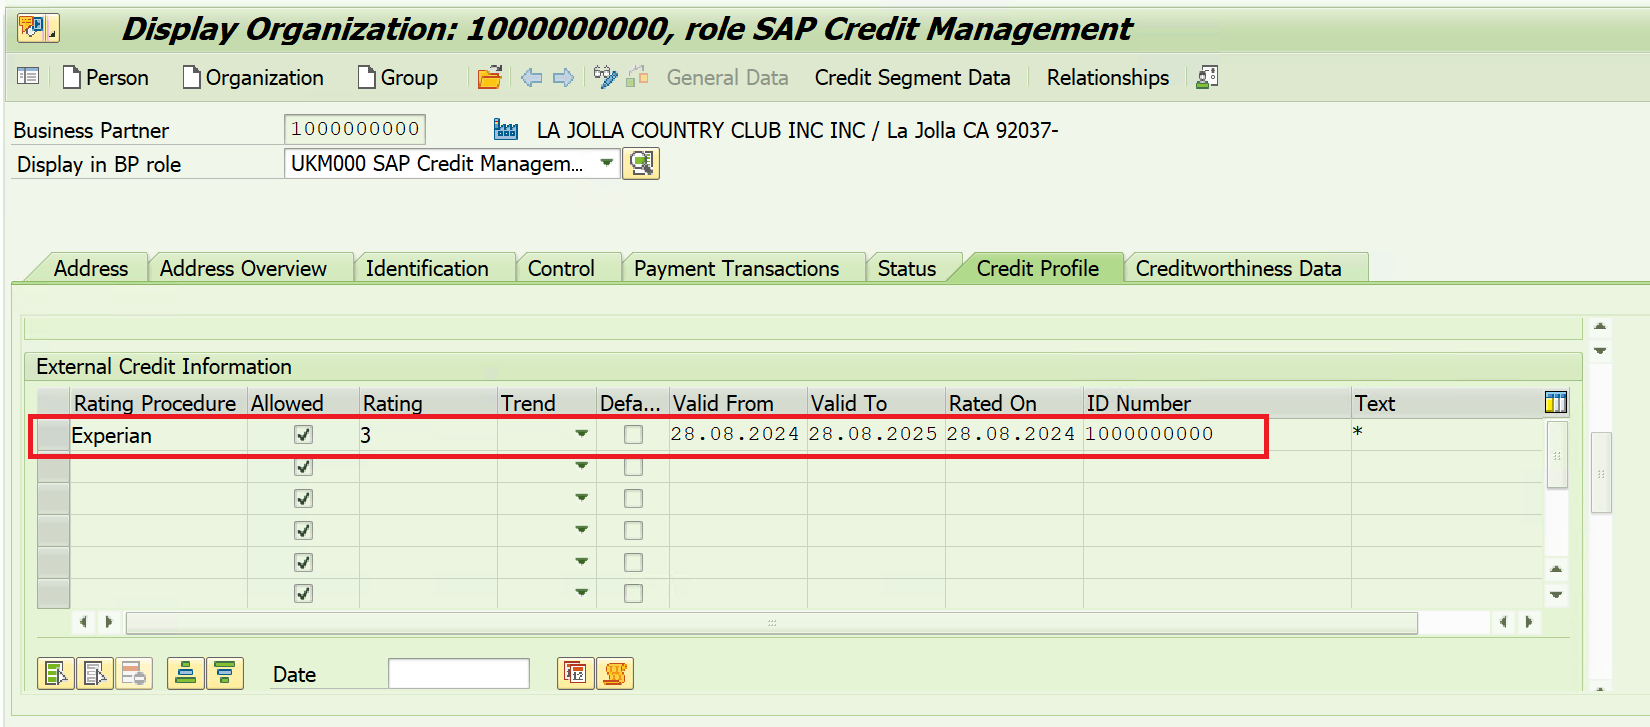 Display Organization: 1000000000, role SAP Credit Management
Person Organization Group General Data Credit Segment Data Relationships
Business Partner 1000000000 LA JOLLA COUNTRY CLUB INC INC / La Jolla CA 92037-
Display in BP role UKM000 SAP Credit Managem...
Address Address Overview Identification Control Payment Transactions Status Credit Profile Creditworthiness Data
External Credit Information
Rating Procedure Allowed Rating Trend Defa... Valid From Valid To Rated On ID Number Text
Experian 3 28.08.2024 28.08.2025 28.08.2024 1000000000 *
Date